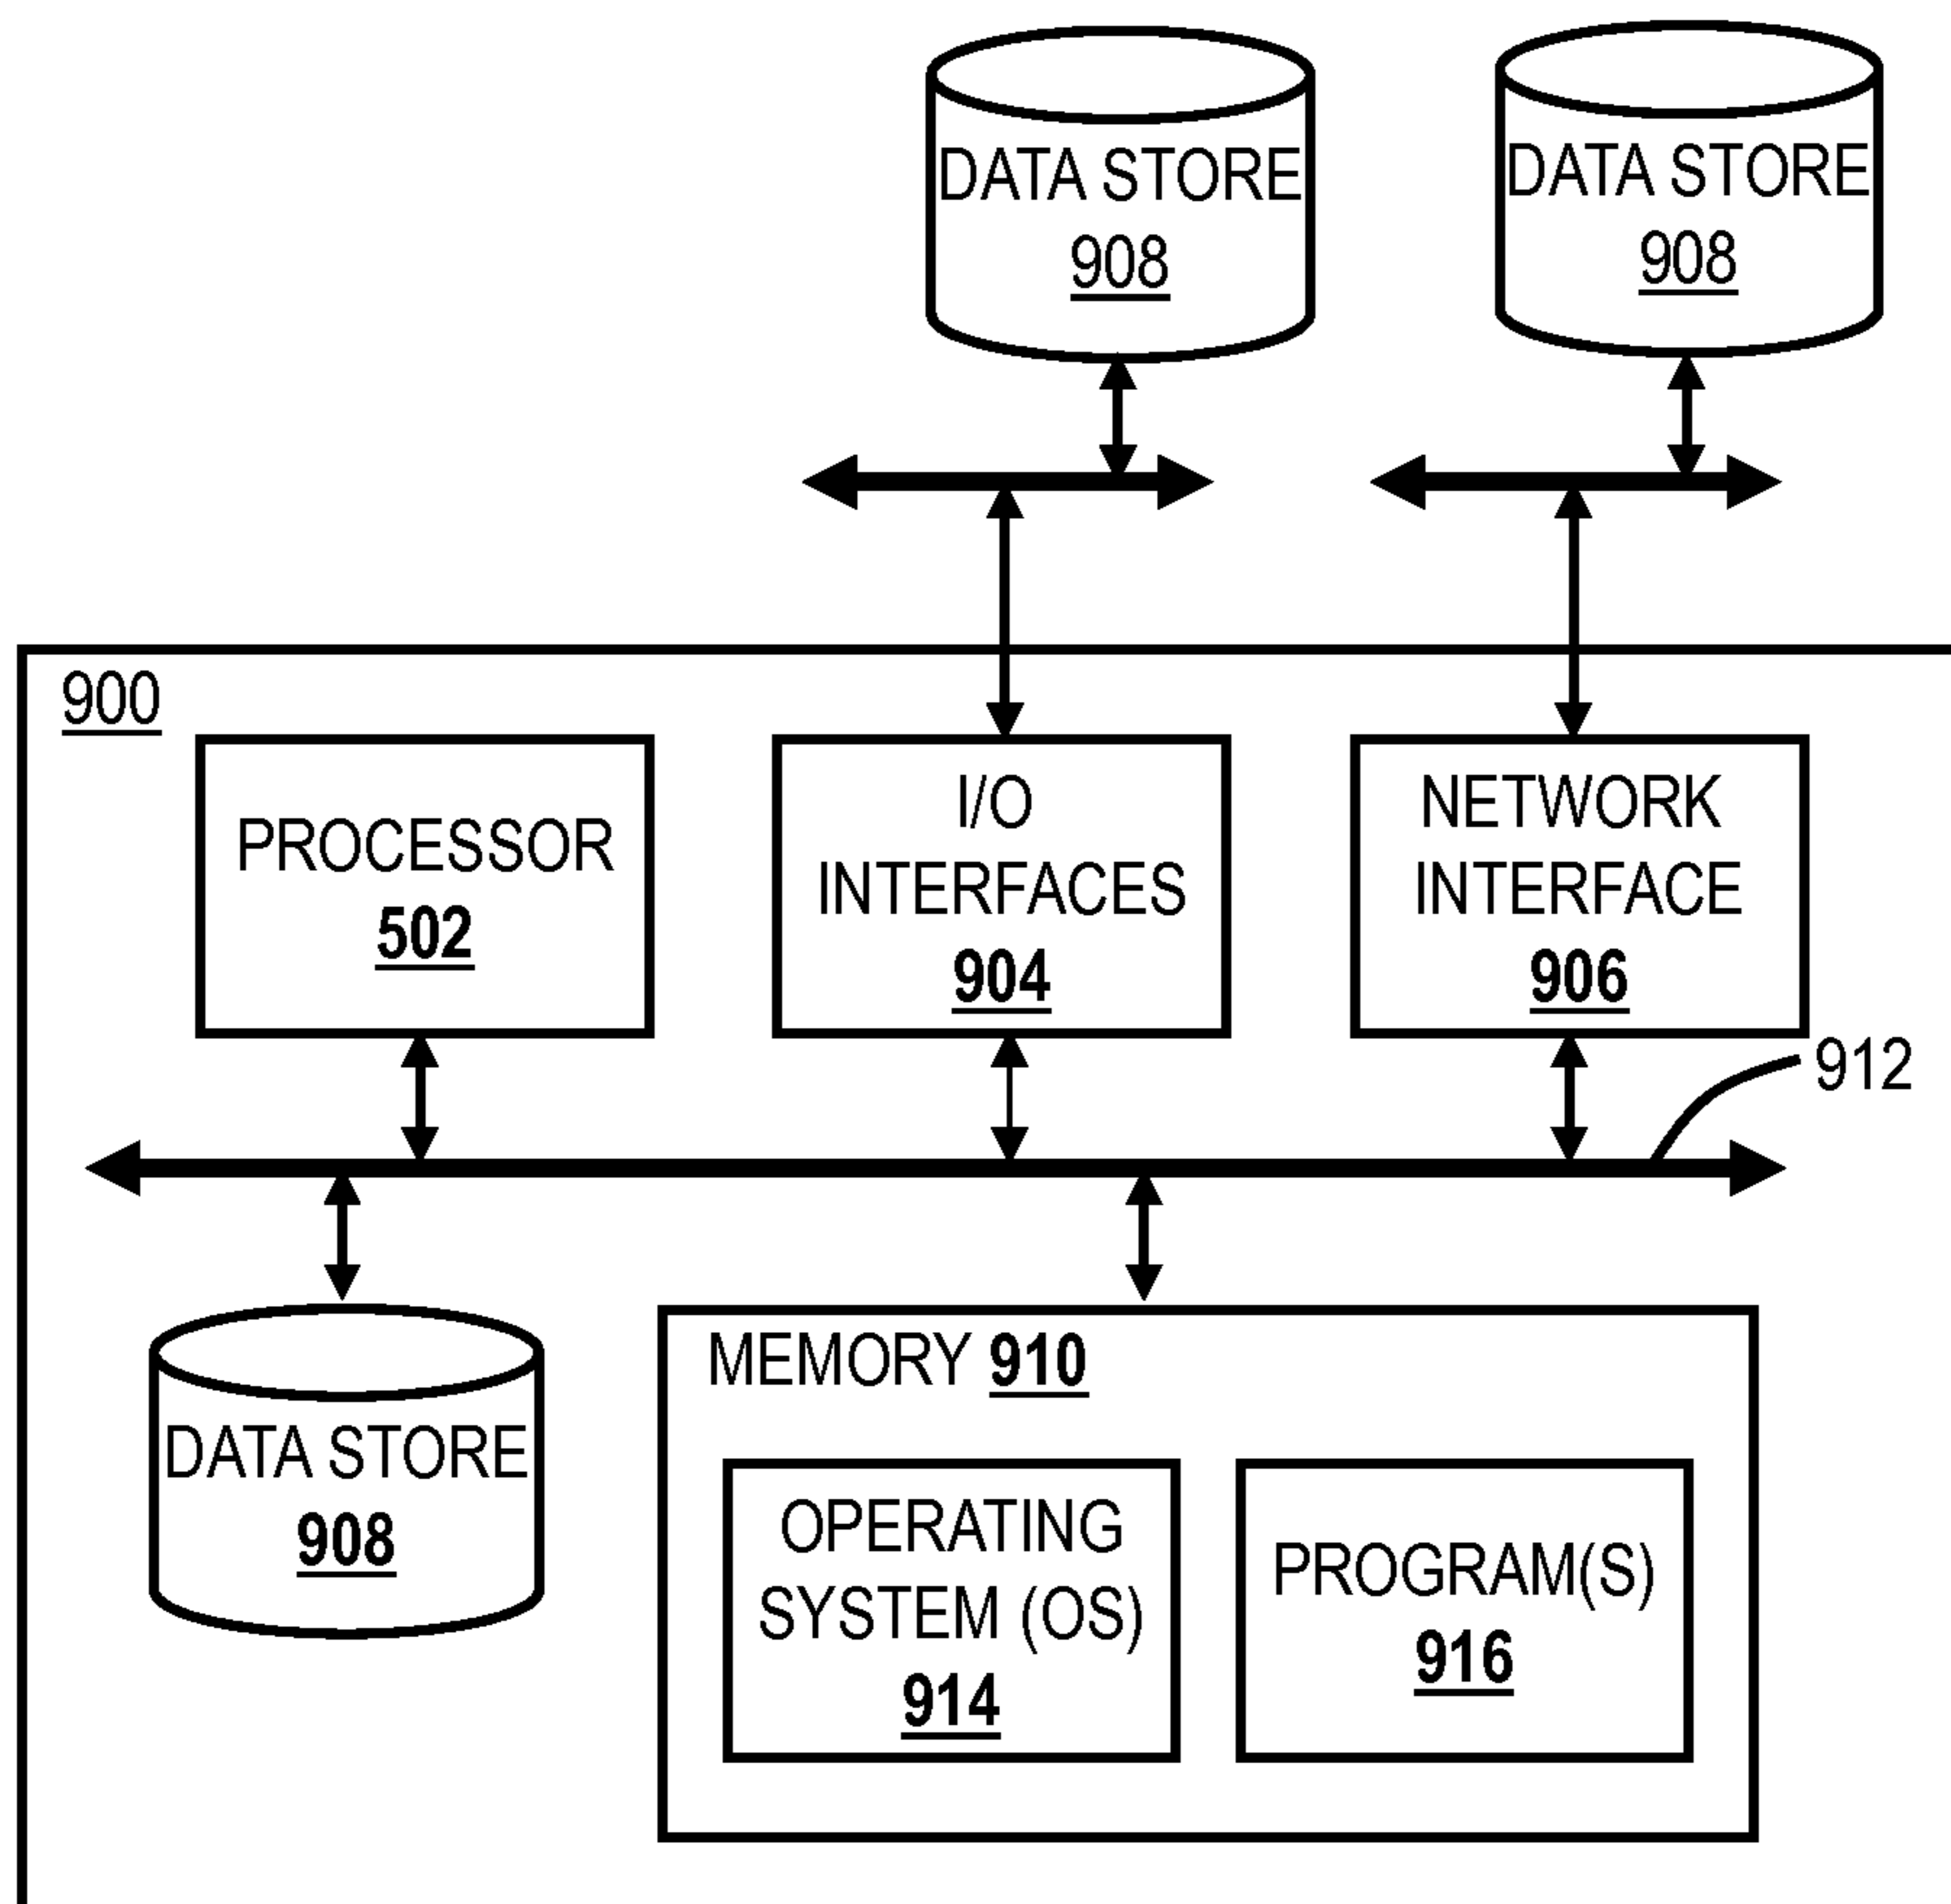 DATA STORE
908
DATA STORE
908
900
PROCESSOR
502
I/O
INTERFACES
904
NETWORK
INTERFACE
906
912
DATA STORE
908
MEMORY 910
OPERATING
SYSTEM (OS)
914
PROGRAM(S)
916